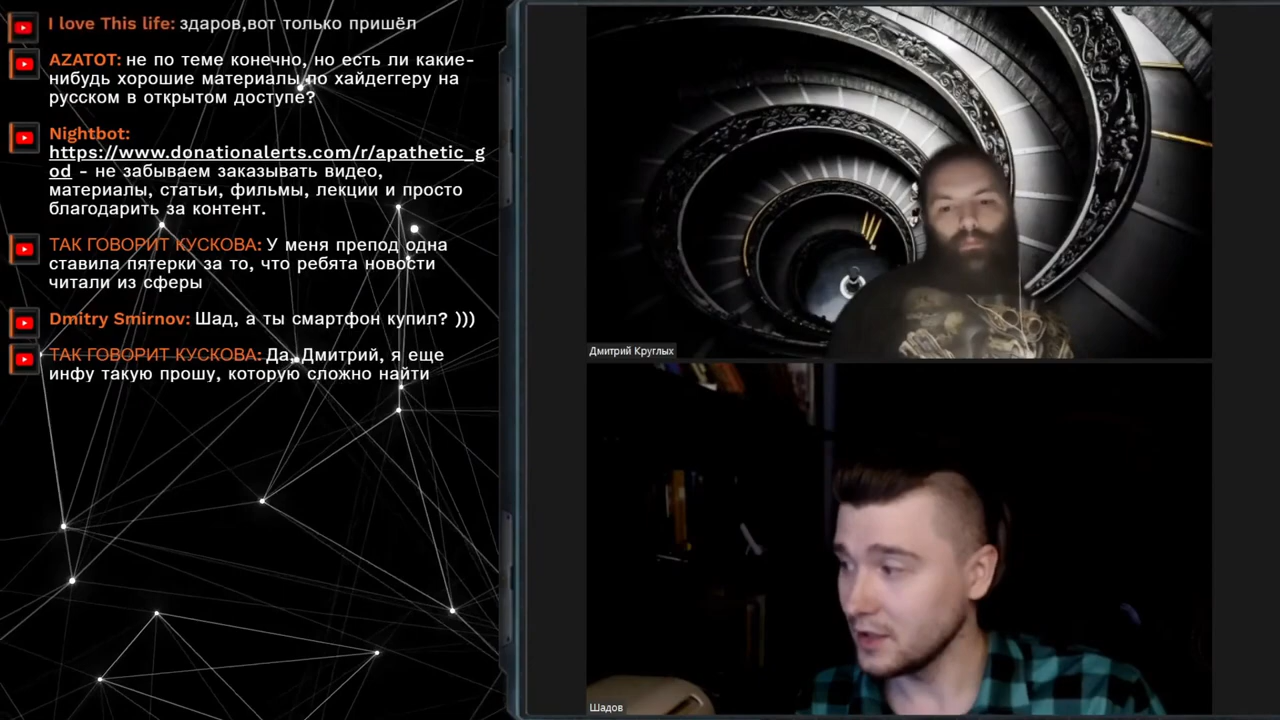 I love This life: здаров,вот только пришёл
AZATOT: не по теме конечно, но есть ли какие-
нибудь хорошие материалы по хайдеггеру на
русском в открытом доступе?
Nightbot:
https://www.donationalerts.com/r/apathetic_g
od - не забываем заказывать видео,
материалы, статьи, фильмы, лекции и просто
благодарить за контент.
ТАК ГОВОРИТ КУСКОВА: У меня препод одна
ставила пятерки за то, что ребята новости
читали из сферы
Dmitry Smirnov: Шад, а ты смартфон купил? )))
ТАК ГОВОРИТ КУСКОВА: Да, Дмитрий, я еще
инфу такую прошу, которую сложно найти
Дмитрий Круглых
Шадов